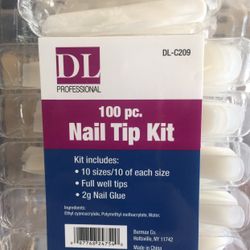 DL
PROFESSIONAL
DL-C209
100 pc.
Nail Tip Kit
Kit includes:
• 10 sizes/10 of each size
• Full well tips
• 2g Nail Glue
Ingredients:
Ethyl cyanoacrylate, Polymethyl methacrylate, Water.
Burmax Co.
Holtsville, NY 11742
Made in China